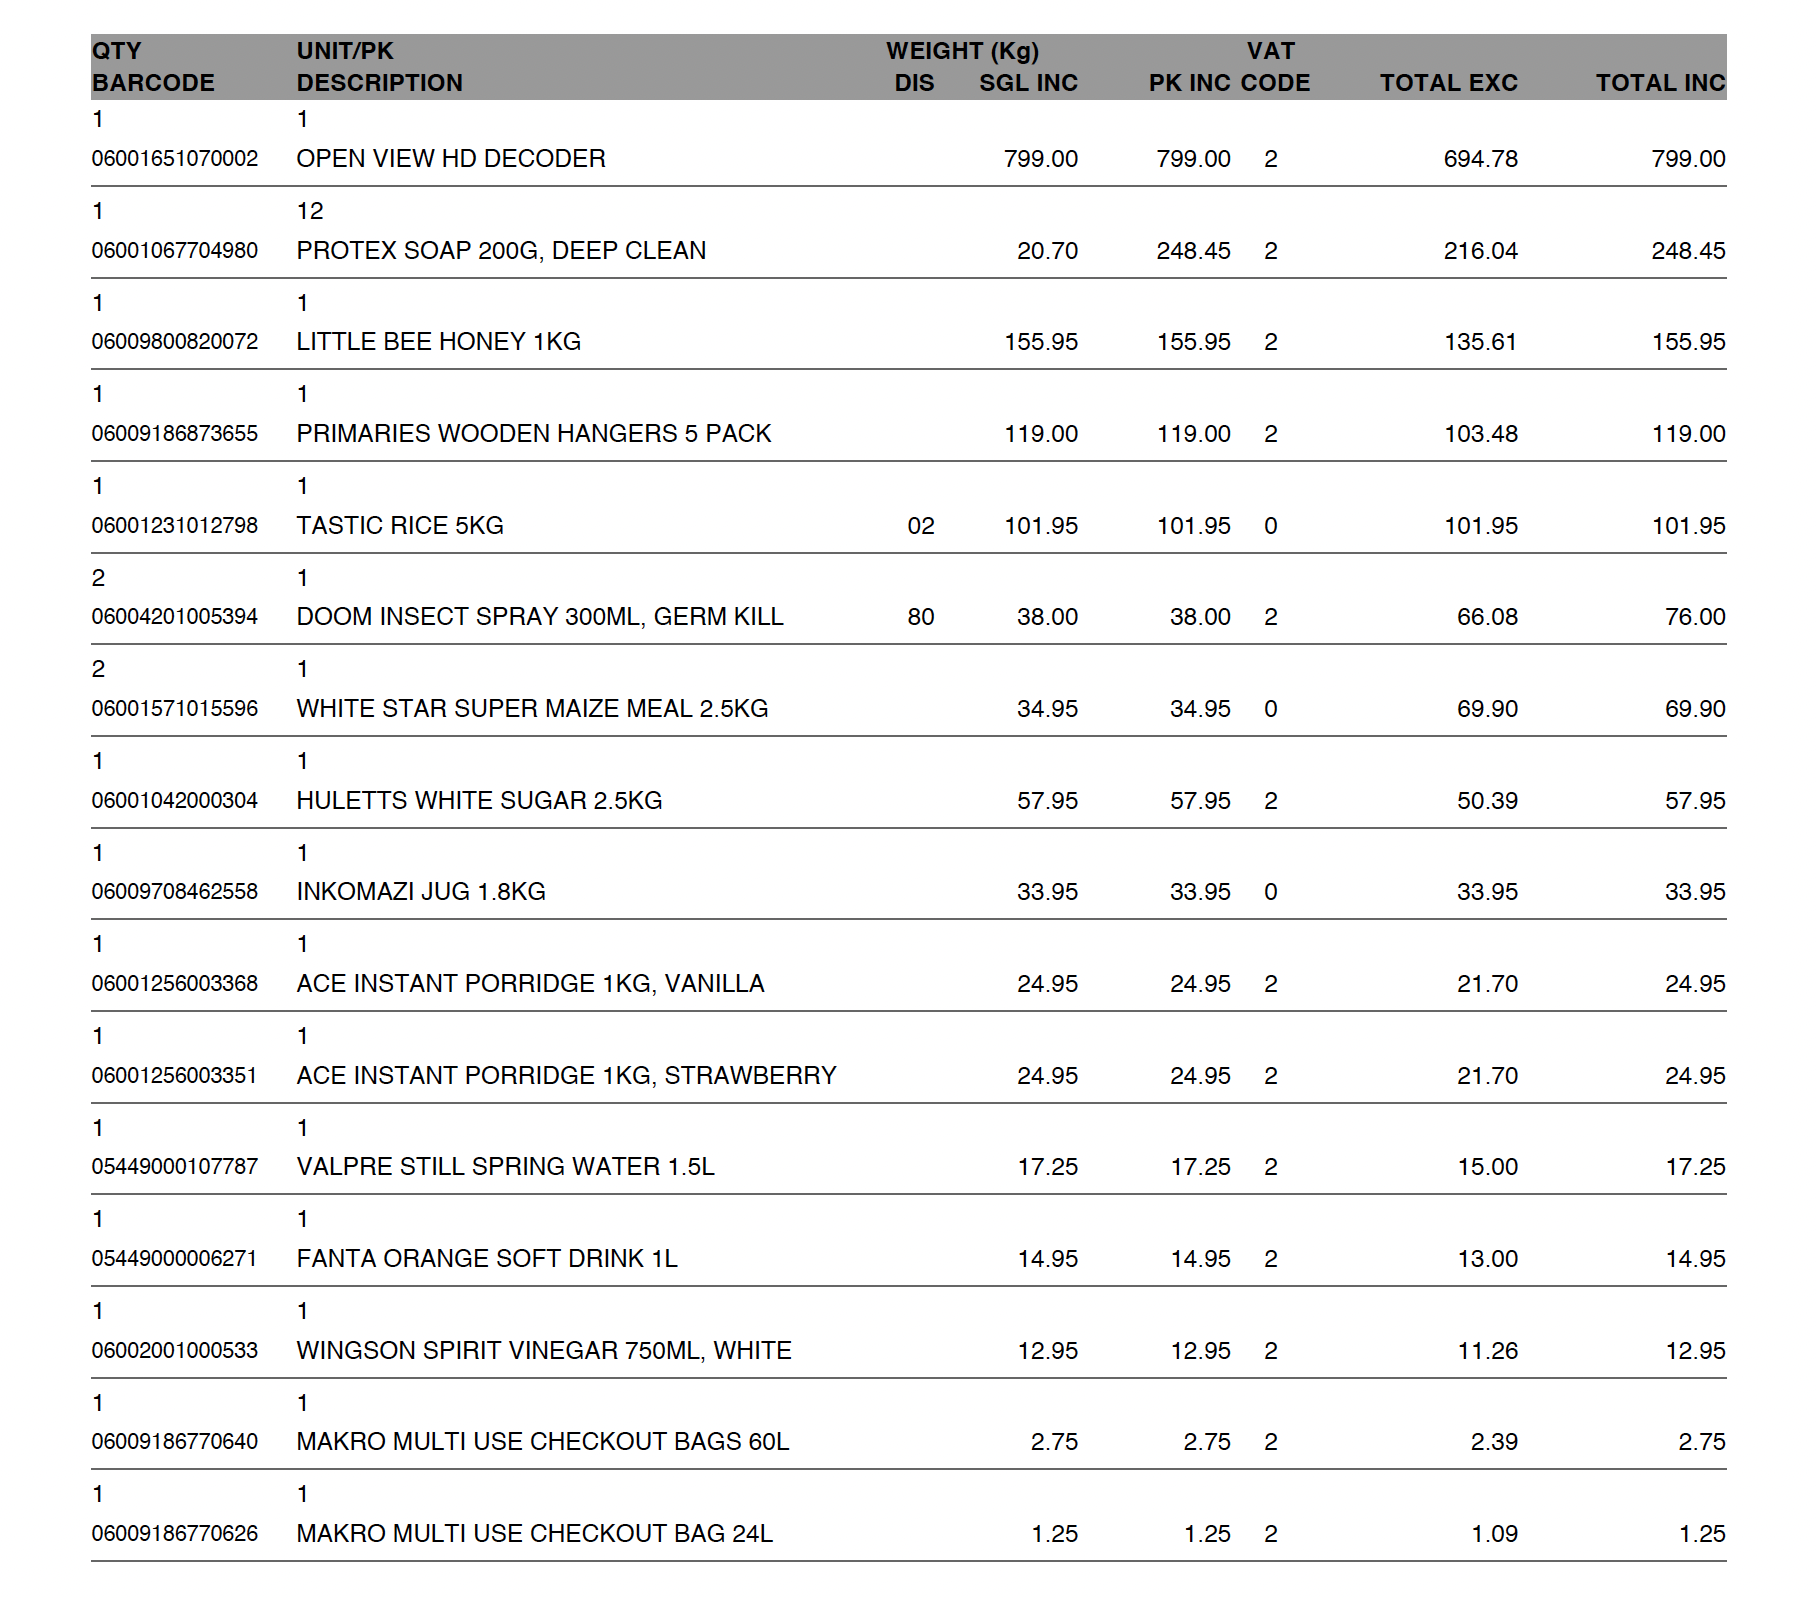 QTY UNIT/PK WEIGHT (Kg) VAT
BARCODE DESCRIPTION DIS SGL INC PK INC CODE TOTAL EXC TOTAL INC
1 1
06001651070002 OPEN VIEW HD DECODER 799.00 799.00 2 694.78 799.00
1 12
06001067704980 PROTEX SOAP 200G, DEEP CLEAN 20.70 248.45 2 216.04 248.45
1 1
06009800820072 LITTLE BEE HONEY 1KG 155.95 155.95 2 135.61 155.95
1 1
06009186873655 PRIMARIES WOODEN HANGERS 5 PACK 119.00 119.00 2 103.48 119.00
1 1
06001231012798 TASTIC RICE 5KG 02 101.95 101.95 0 101.95 101.95
2 1
06004201005394 DOOM INSECT SPRAY 300ML, GERM KILL 80 38.00 38.00 2 66.08 76.00
2 1
06001571015596 WHITE STAR SUPER MAIZE MEAL 2.5KG 34.95 34.95 0 69.90 69.90
1 1
06001042000304 HULETTS WHITE SUGAR 2.5KG 57.95 57.95 2 50.39 57.95
1 1
06009708462558 INKOMAZI JUG 1.8KG 33.95 33.95 0 33.95 33.95
1 1
06001256003368 ACE INSTANT PORRIDGE 1KG, VANILLA 24.95 24.95 2 21.70 24.95
1 1
06001256003351 ACE INSTANT PORRIDGE 1KG, STRAWBERRY 24.95 24.95 2 21.70 24.95
1 1
05449000107787 VALPRE STILL SPRING WATER 1.5L 17.25 17.25 2 15.00 17.25
1 1
05449000006271 FANTA ORANGE SOFT DRINK 1L 14.95 14.95 2 13.00 14.95
1 1
06002001000533 WINGSON SPIRIT VINEGAR 750ML, WHITE 12.95 12.95 2 11.26 12.95
1 1
06009186770640 MAKRO MULTI USE CHECKOUT BAGS 60L 2.75 2.75 2 2.39 2.75
1 1
06009186770626 MAKRO MULTI USE CHECKOUT BAG 24L 1.25 1.25 2 1.09 1.25